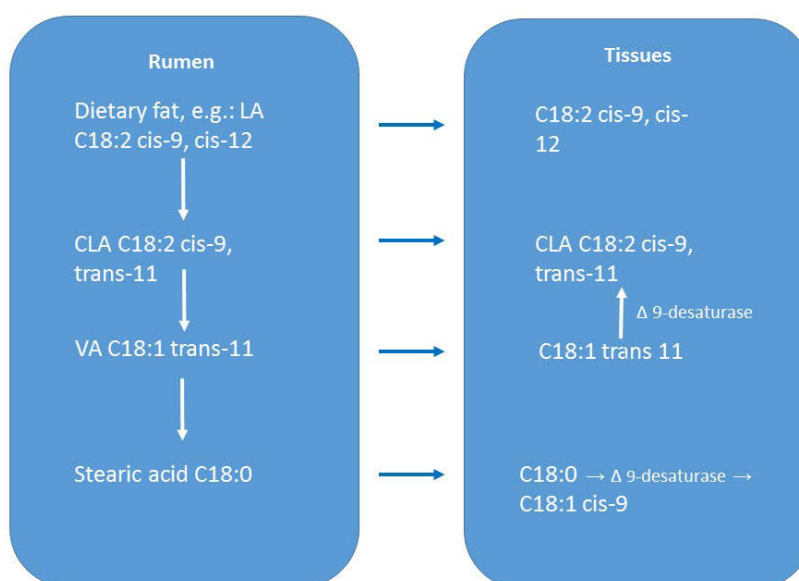 Rumen
Dietary fat, e.g.: LA
C18:2 cis-9, cis-12
CLA C18:2 cis-9,
trans-11
VA C18:1 trans-11
Stearic acid C18:0
Tissues
C18:2 cis-9, cis-
12
CLA C18:2 cis-9,
trans-11
Δ 9-desaturase
C18:1 trans 11
C18:0 → Δ 9-desaturase →
C18:1 cis-9